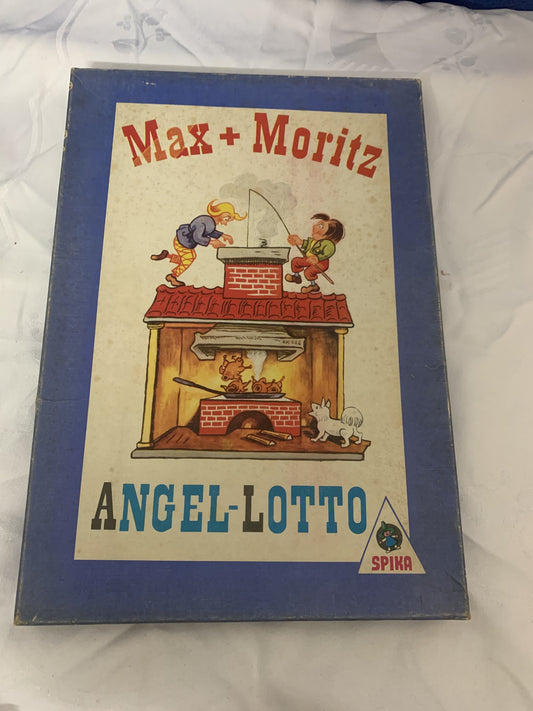 Max + Moritz
ANGEL-LOTTO
SPIKA